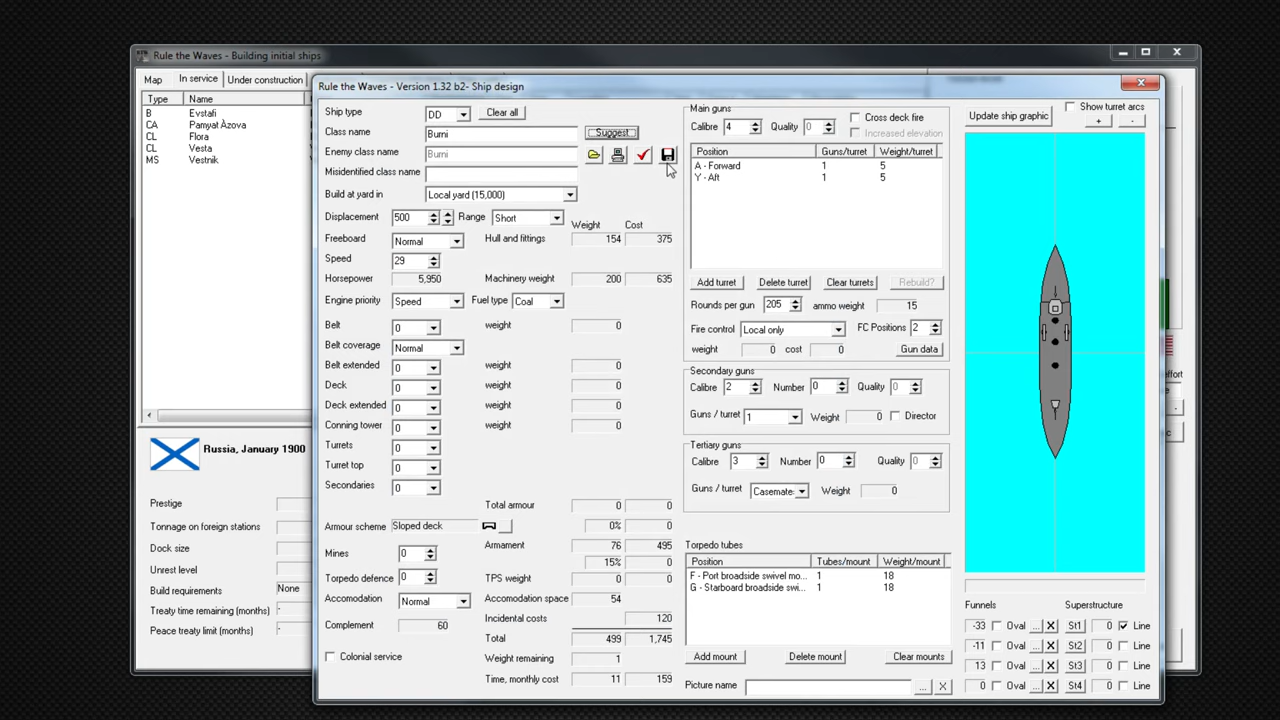 Rule the Waves - Building initial ships
Map In service Under construction
Type Name
B Evstafi
CA Pamyat Àzova
CL Flora
CL Vesta
MS Vestnik
Russia, January 1900
Prestige
Tonnage on foreign stations
Dock size
Unrest level
Build requirements None
Treaty time remaining (months) -
Peace treaty limit (months) -
Rule the Waves - Version 1.32 b2- Ship design
Ship type DD Clear all
Class name Burni Suggest
Enemy class name Burni
Misidentified class name
Build at yard in Local yard (15,000)
Displacement 500 Range Short Weight Cost
Freeboard Normal Hull and fittings 154 375
Speed 29
Horsepower 5,950 Machinery weight 200 635
Engine priority Speed Fuel type Coal
Belt 0 weight 0
Belt coverage Normal
Belt extended 0 weight 0
Deck 0 weight 0
Deck extended 0 weight 0
Conning tower 0 weight 0
Turrets 0
Turret top 0
Secondaries 0
Total armour 0 0
Armour scheme Sloped deck 0% 0
Armament 76 495
Mines 0 15% 0
Torpedo defence 0 TPS weight 0 0
Accomodation Normal Accomodation space 54
Incidental costs 120
Complement 60 Total 499 1,745
Colonial service Weight remaining 1
Time, monthly cost 11 159
Main guns
Calibre 4 Quality 0 Cross deck fire
Increased elevation
Position Guns/turret Weight/turret
A - Forward 1 5
Y - Aft 1 5
Add turret Delete turret Clear turrets Rebuild?
Rounds per gun 205 ammo weight 15
Fire control Local only FC Positions 2
weight 0 cost 0 Gun data
Secondary guns
Calibre 2 Number 0 Quality 0
Guns / turret 1 Weight 0 Director
Tertiary guns
Calibre 3 Number 0 Quality 0
Guns / turret Casemate: Weight 0
Torpedo tubes
Position Tubes/mount Weight/mount
F - Port broadside swivel mo... 1 18
G - Starboard broadside swi... 1 18
Add mount Delete mount Clear mounts
Picture name ... X
Update ship graphic Show turret arcs
+ -
Funnels Superstructure
-33 Oval ... X St1 0 Line
-11 Oval ... X St2 0 Line
13 Oval ... X St3 0 Line
0 Oval ... X St4 0 Line